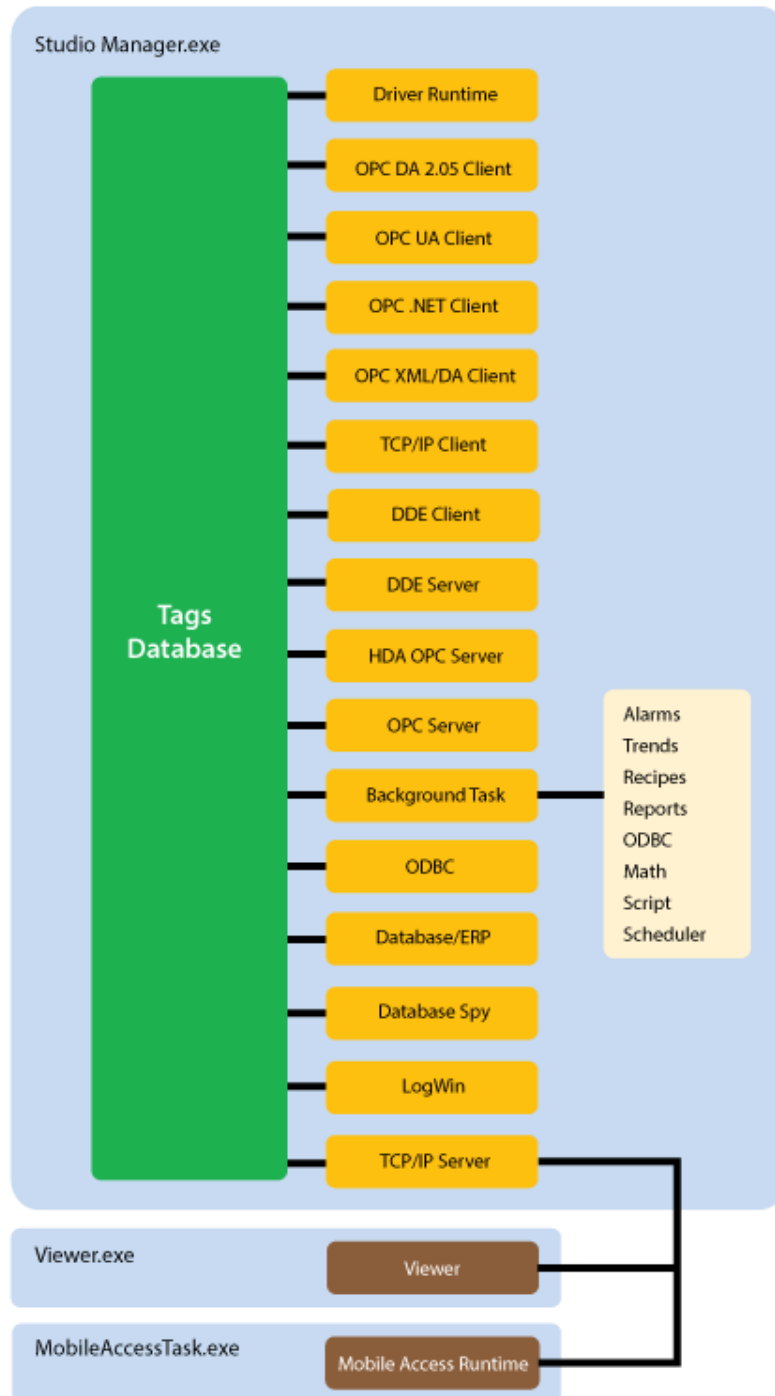 Studio Manager.exe
Tags
Database
Driver Runtime
OPC DA 2.05 Client
OPC UA Client
OPC .NET Client
OPC XML/DA Client
TCP/IP Client
DDE Client
DDE Server
HDA OPC Server
OPC Server
Background Task
ODBC
Database/ERP
Database Spy
LogWin
TCP/IP Server
Alarms
Trends
Recipes
Reports
ODBC
Math
Script
Scheduler
Viewer.exe
Viewer
MobileAccessTask.exe
Mobile Access Runtime